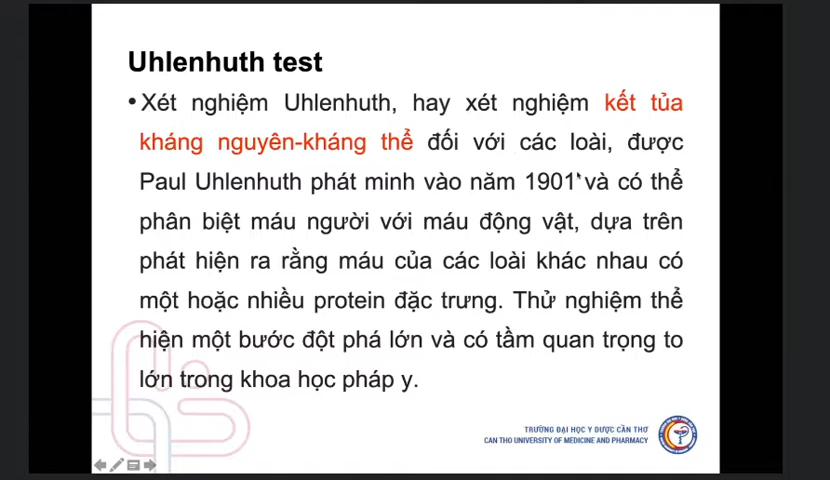 Uhlenhuth test
• Xét nghiệm Uhlenhuth, hay xét nghiệm kết tủa
kháng nguyên-kháng thể đối với các loài, được
Paul Uhlenhuth phát minh vào năm 1901 và có thể
phân biệt máu người với máu động vật, dựa trên
phát hiện ra rằng máu của các loài khác nhau có
một hoặc nhiều protein đặc trưng. Thử nghiệm thể
hiện một bước đột phá lớn và có tầm quan trọng to
lớn trong khoa học pháp y.
TRƯỜNG ĐẠI HỌC Y DƯỢC CẦN THƠ
CAN THO UNIVERSITY OF MEDICINE AND PHARMACY